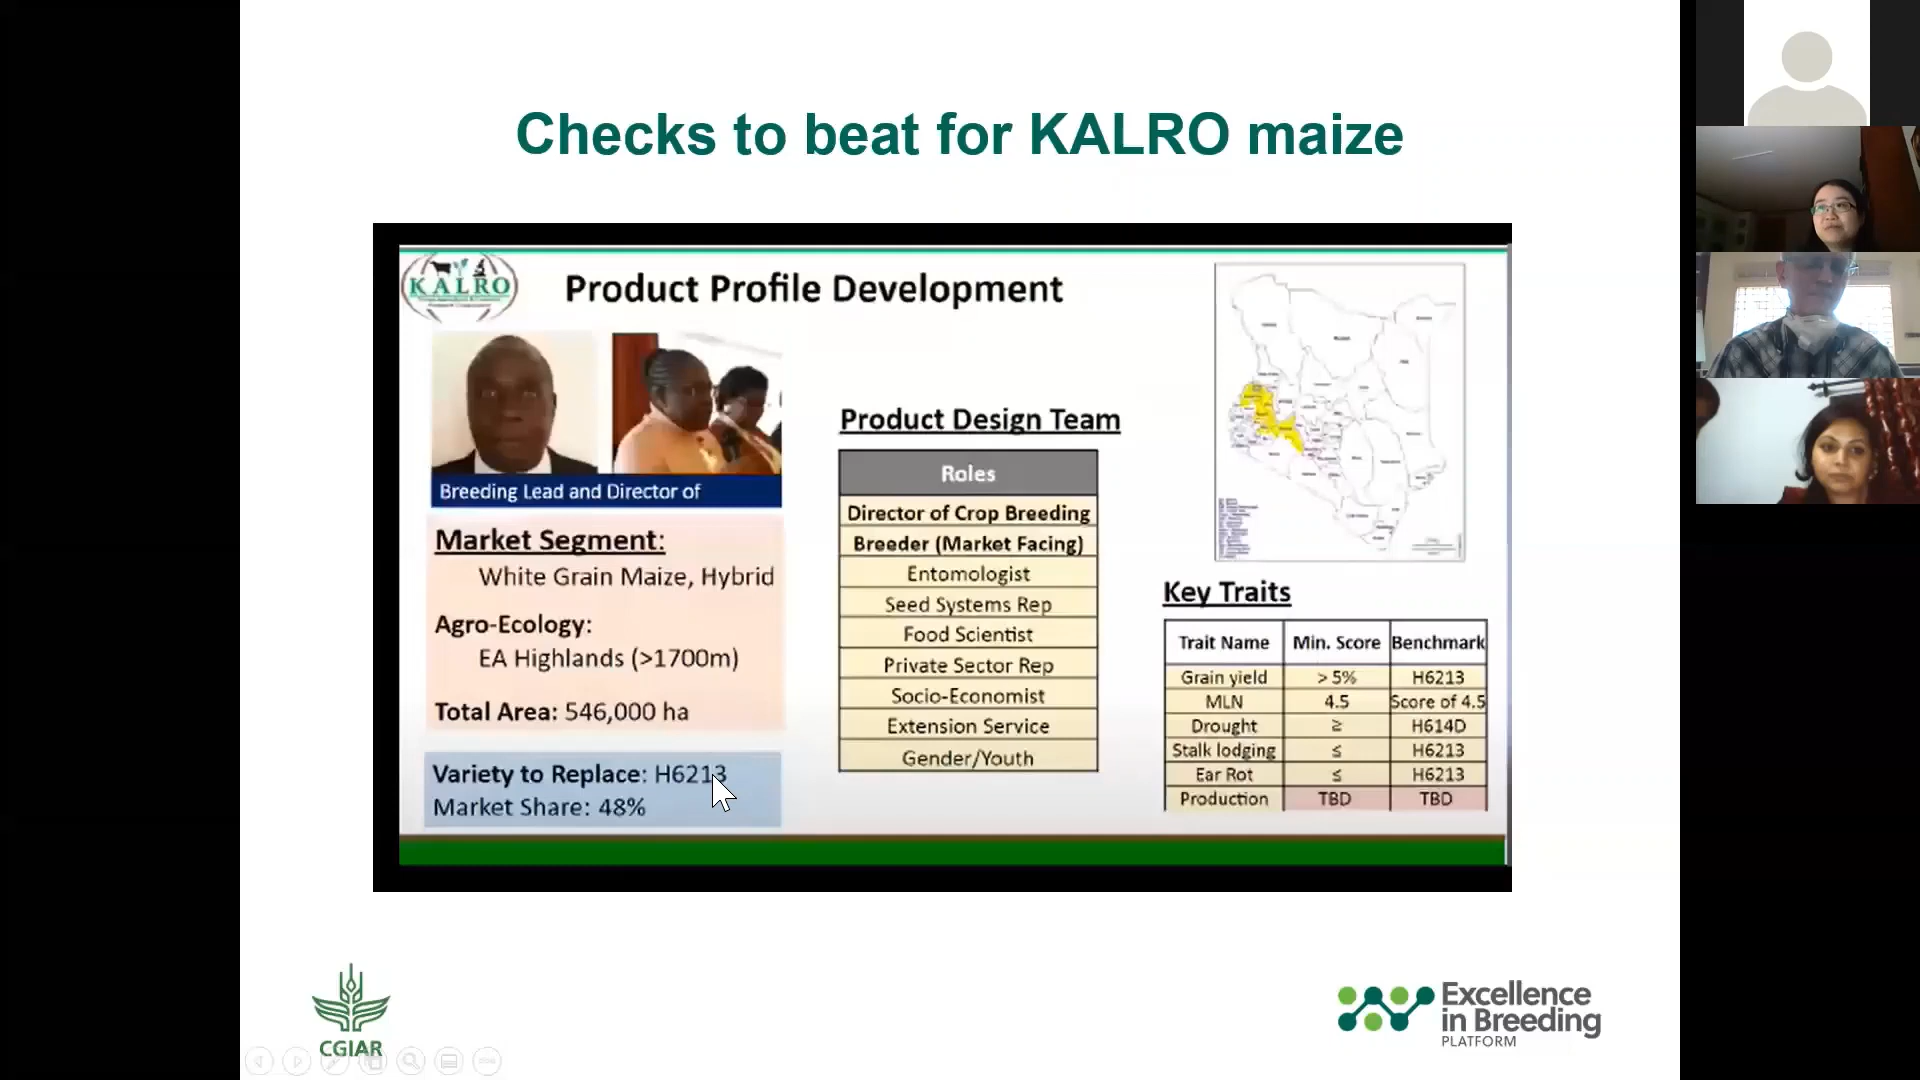 Checks to beat for KALRO maize
KALRO
Product Profile Development
Breeding Lead and Director of
Market Segment:
White Grain Maize, Hybrid
Agro-Ecology:
EA Highlands (>1700m)
Total Area: 546,000 ha
Variety to Replace: H6213
Market Share: 48%
Product Design Team
Roles
Director of Crop Breeding
Breeder (Market Facing)
Entomologist
Seed Systems Rep
Food Scientist
Private Sector Rep
Socio-Economist
Extension Service
Gender/Youth
Key Traits
Trait Name Min. Score Benchmark
Grain yield > 5% H6213
MLN 4.5 Score of 4.5
Drought ≥ H614D
Stalk lodging ≤ H6213
Ear Rot ≤ H6213
Production TBD TBD
CGIAR
Excellence
in Breeding
PLATFORM